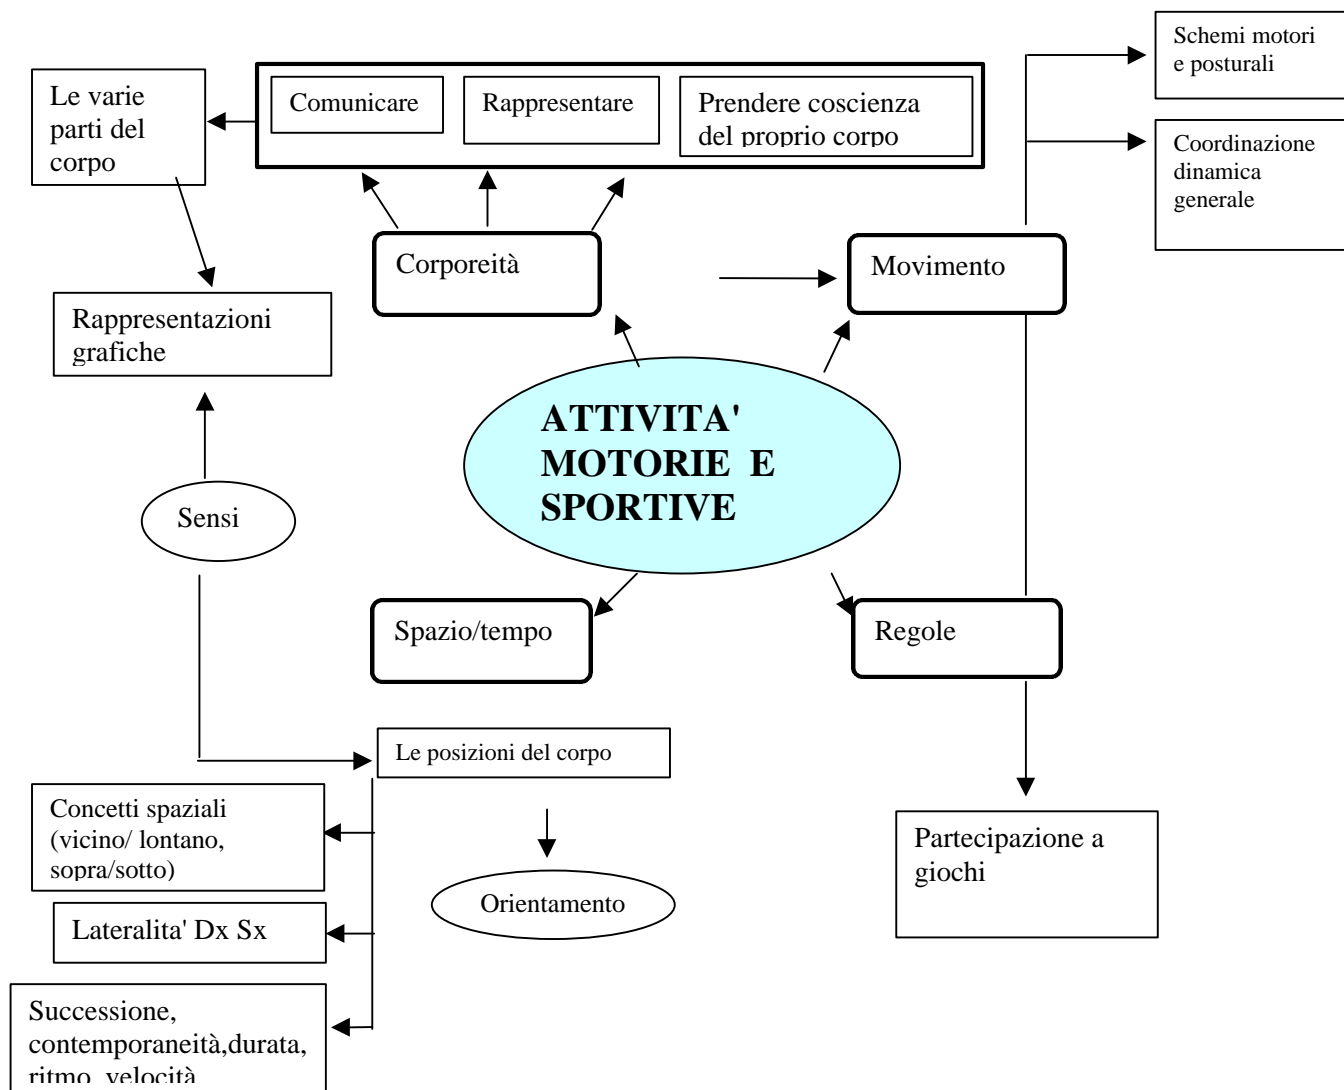 Schemi motori
e posturali
Le varie
parti del
corpo
Comunicare
Rappresentare
Prendere coscienza
del proprio corpo
Coordinazione
dinamica
generale
Corporeità
Movimento
Rappresentazioni
grafiche
ATTIVITA'
MOTORIE E
SPORTIVE
Sensi
Spazio/tempo
Regole
Le posizioni del corpo
Concetti spaziali
(vicino/ lontano,
sopra/sotto)
Partecipazione a
giochi
Orientamento
Lateralita' Dx Sx
Successione,
contemporaneità,durata,
ritmo velocità